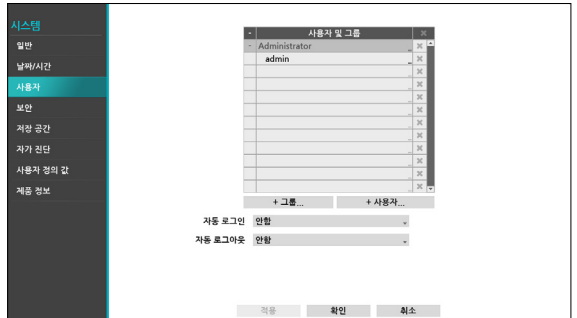 시스템
일반
날짜/시간
사용자
보안
저장 공간
자가 진단
사용자 정의 값
제품 정보
- 사용자 및 그룹
- Administrator
admin
+ 그룹... + 사용자...
자동 로그인 안함
자동 로그아웃 안함
적용 확인 취소